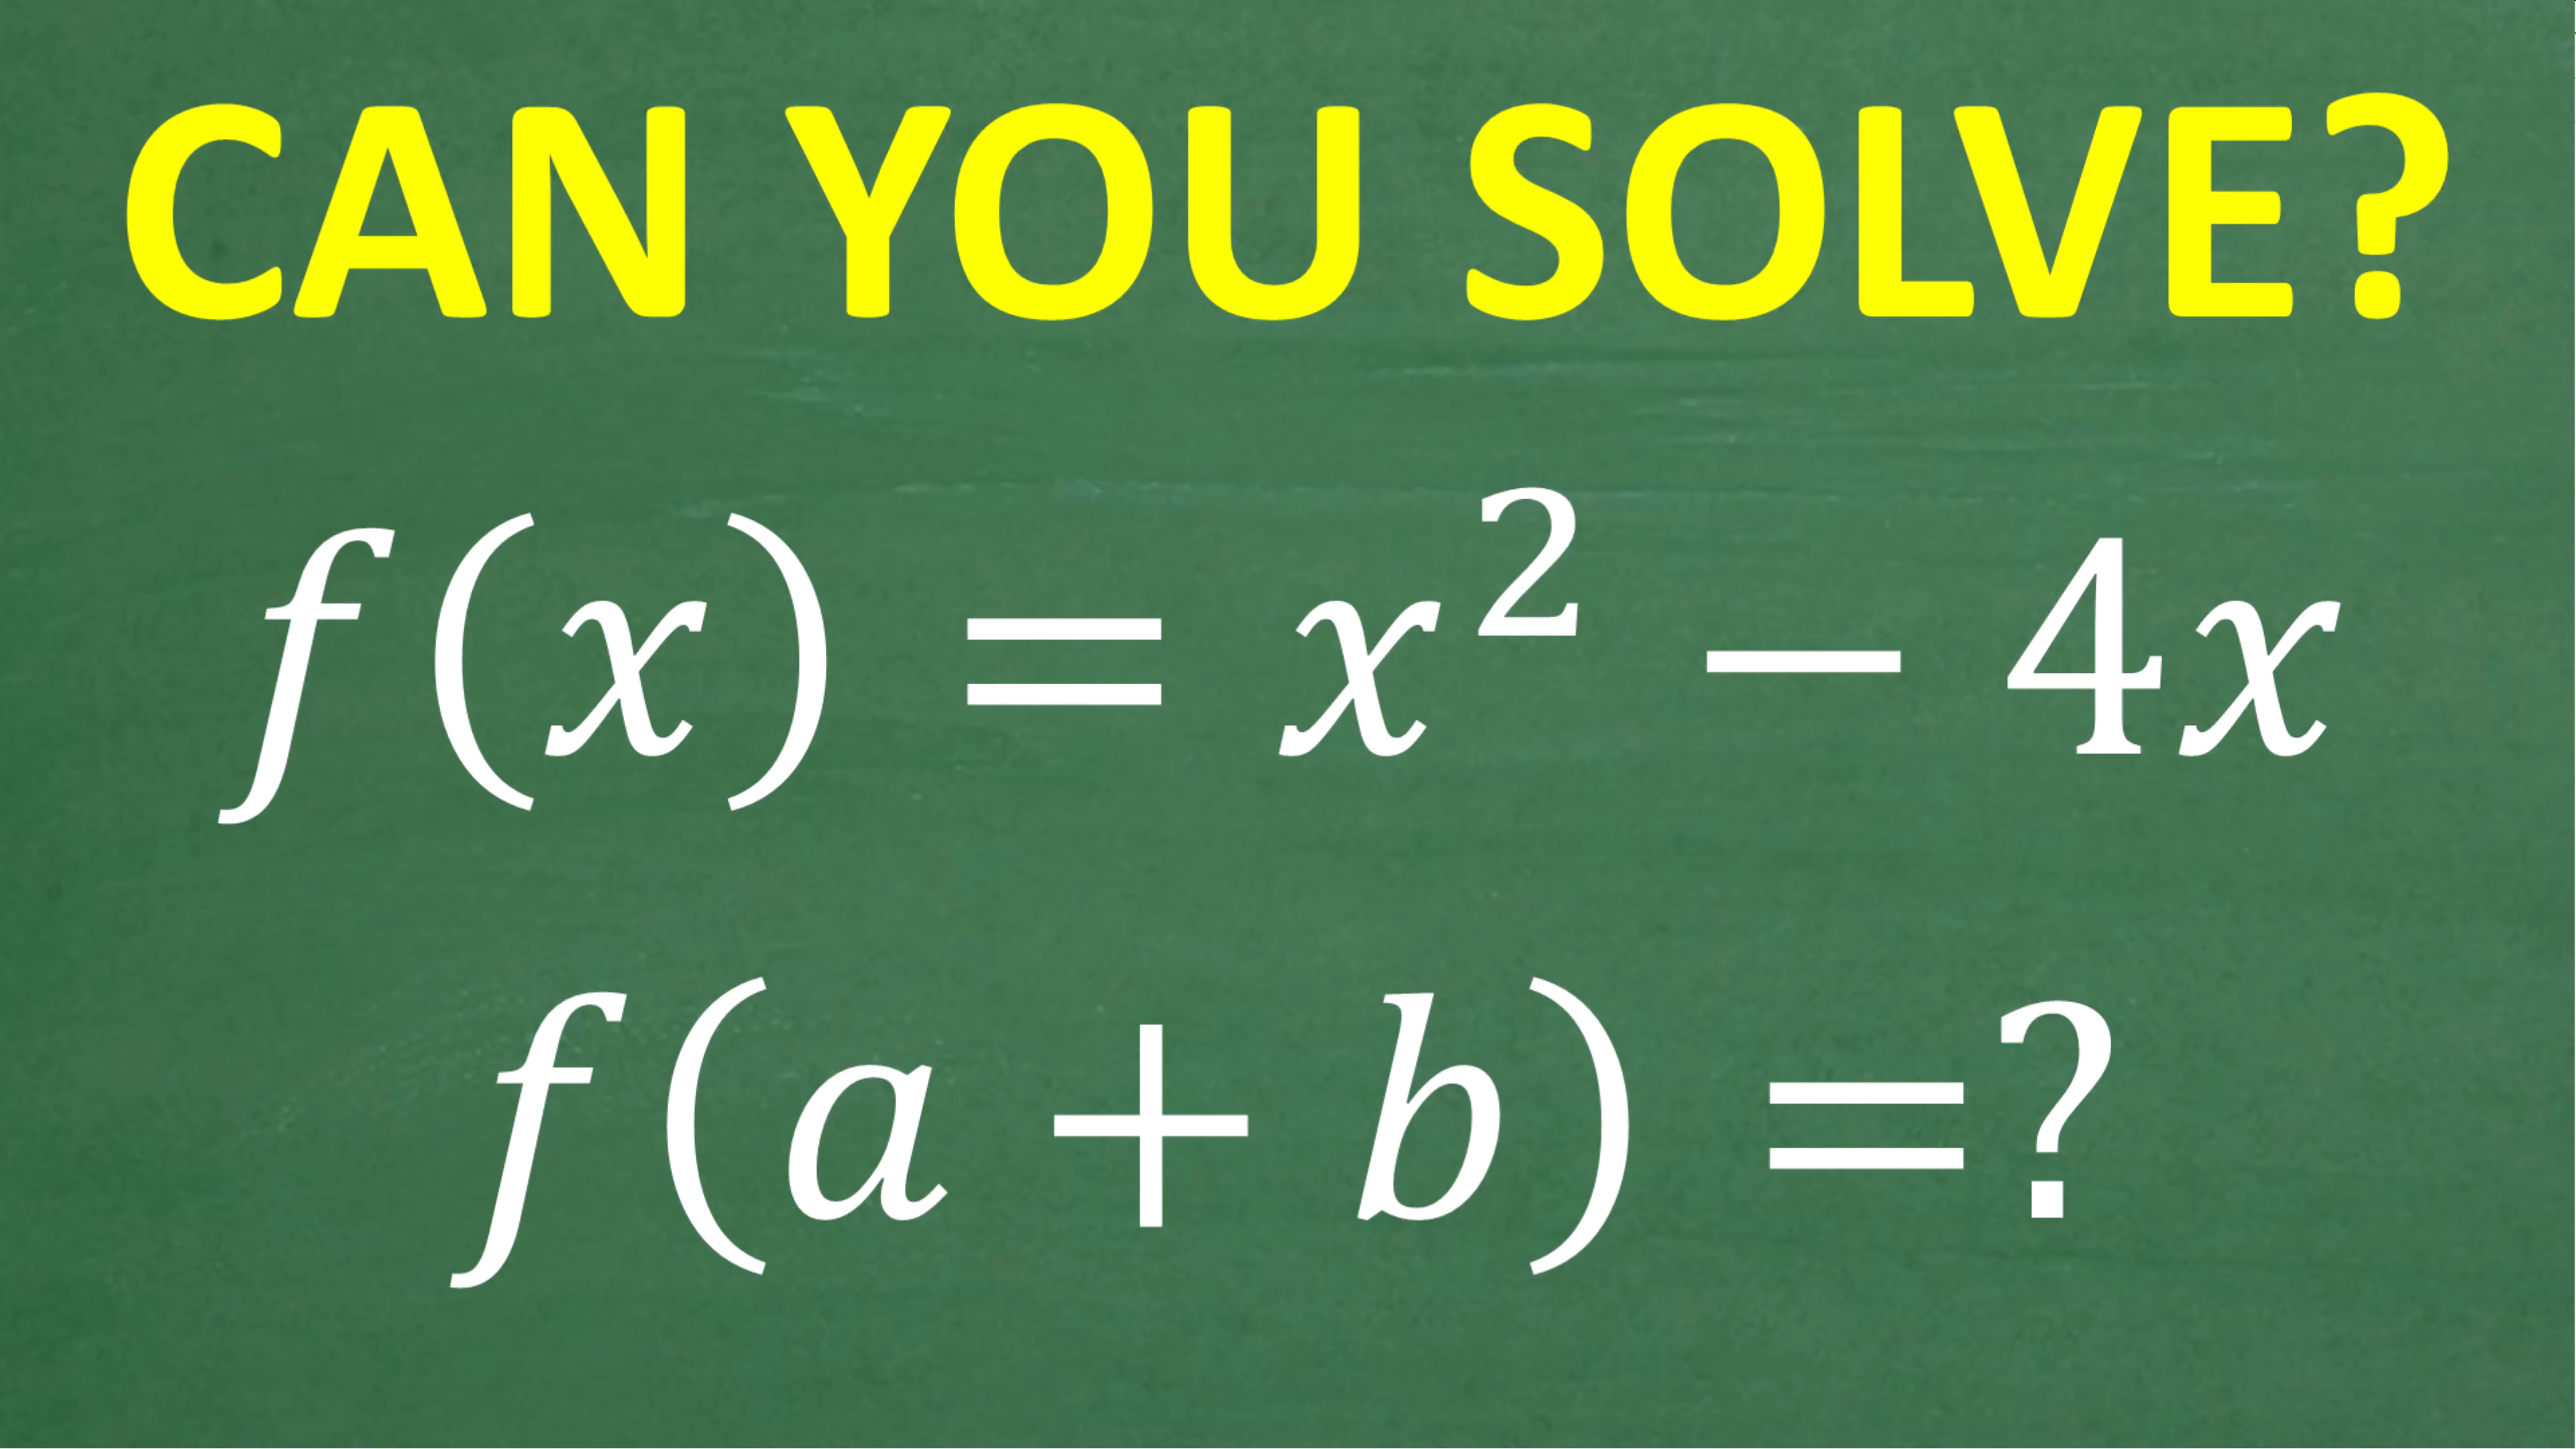 CAN YOU SOLVE?
f(x) = x² − 4x
f(a + b) =?